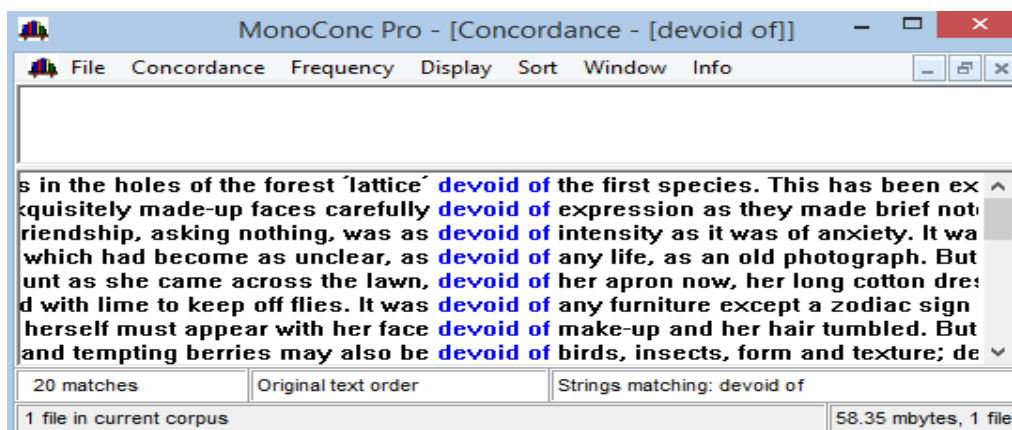 MonoConc Pro - [Concordance - [devoid of]]
File Concordance Frequency Display Sort Window Info
s in the holes of the forest ´lattice´ devoid of the first species. This has been ex
xquisitely made-up faces carefully devoid of expression as they made brief not
riendship, asking nothing, was as devoid of intensity as it was of anxiety. It wa
which had become as unclear, as devoid of any life, as an old photograph. But
unt as she came across the lawn, devoid of her apron now, her long cotton dres
d with lime to keep off flies. It was devoid of any furniture except a zodiac sign
herself must appear with her face devoid of make-up and her hair tumbled. But
and tempting berries may also be devoid of birds, insects, form and texture; de
20 matches Original text order Strings matching: devoid of
1 file in current corpus 58.35 mbytes, 1 file